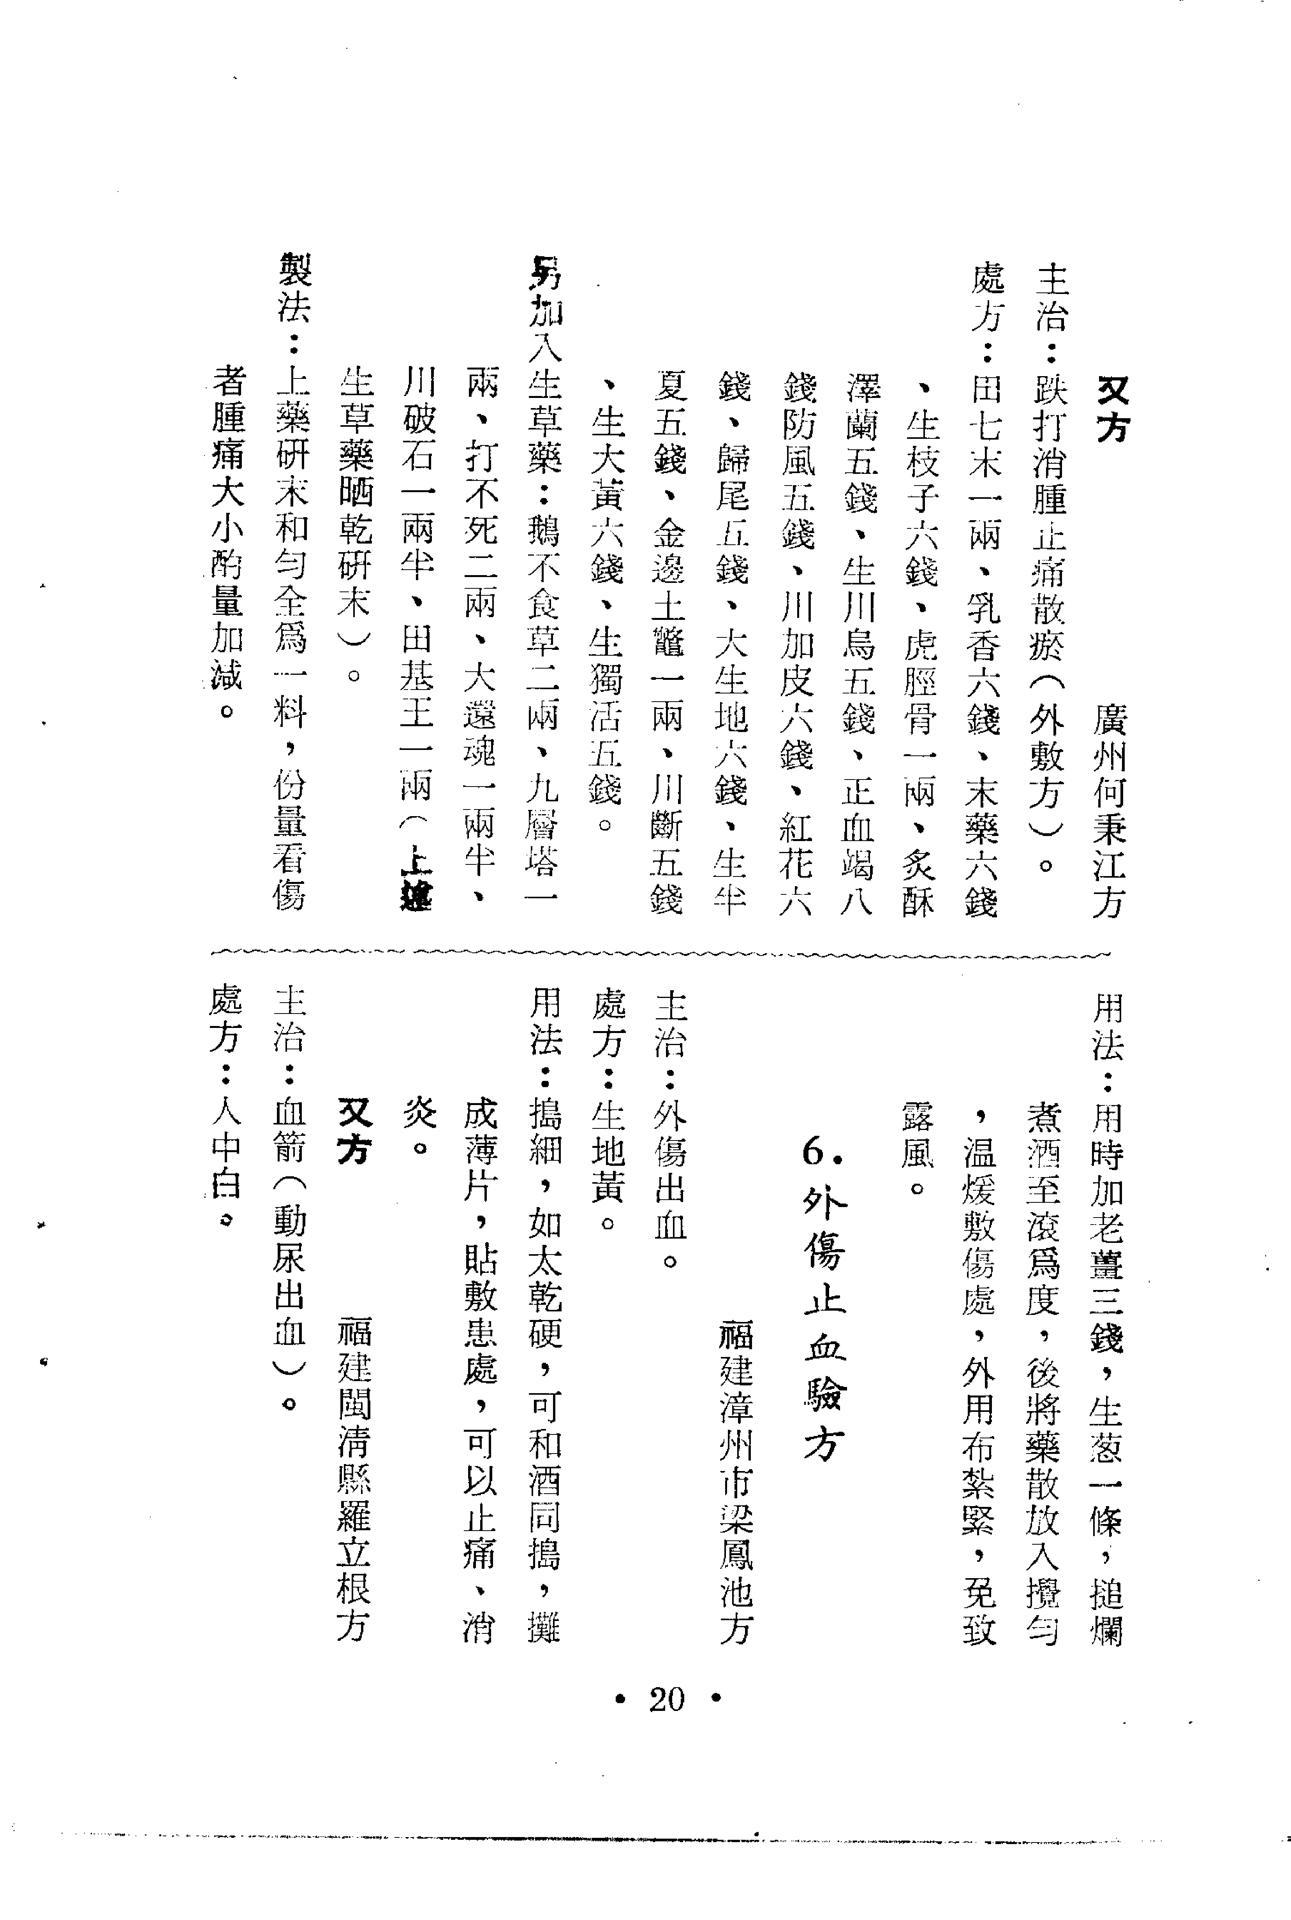 又方　廣州何秉江方
主治：跌打消腫止痛散瘀（外敷方）。
處方：田七末一兩、乳香六錢、末藥六錢
、生枝子六錢、虎脛骨一兩、炙酥
澤蘭五錢、生川烏五錢、正血竭八
錢防風五錢、川加皮六錢、紅花六
錢、歸尾五錢、大生地六錢、生半
夏五錢、金邊土鼈一兩、川斷五錢
、生大黃六錢、生獨活五錢。
另加入生草藥：鵝不食草二兩、九層塔一
兩、打不死二兩、大還魂一兩半、
川破石一兩半、田基王一兩（上述
生草藥晒乾研末）。
製法：上藥研末和勻全爲一料，份量看傷
者腫痛大小酌量加減。
用法：用時加老薑三錢，生葱一條，搥爛
煮酒至滾爲度，後將藥散放入攪勻
，温煖敷傷處，外用布紮緊，免致
露風。
6.外傷止血驗方
福建漳州市梁鳳池方
主治：外傷出血。
處方：生地黃。
用法：搗細，如太乾硬，可和酒同搗，攤
成薄片，貼敷患處，可以止痛、消
炎。
又方　福建閩清縣羅立根方
主治：血箭（動尿出血）。
處方：人中白。
• 20 •